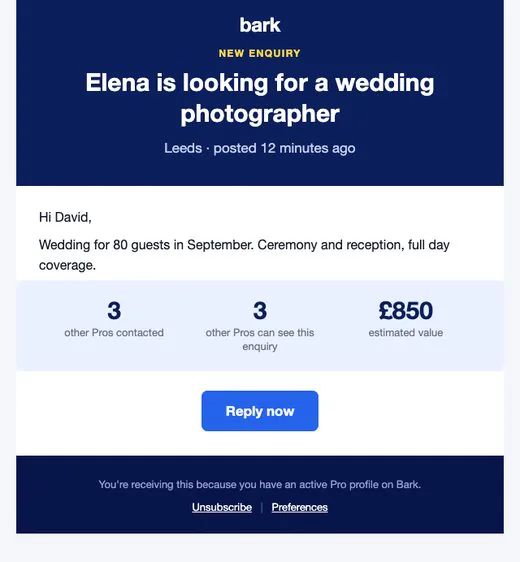 bark
NEW ENQUIRY
Elena is looking for a wedding
photographer
Leeds · posted 12 minutes ago
Hi David,
Wedding for 80 guests in September. Ceremony and reception, full day
coverage.
3
other Pros contacted
3
other Pros can see this
enquiry
£850
estimated value
Reply now
You're receiving this because you have an active Pro profile on Bark.
Unsubscribe | Preferences